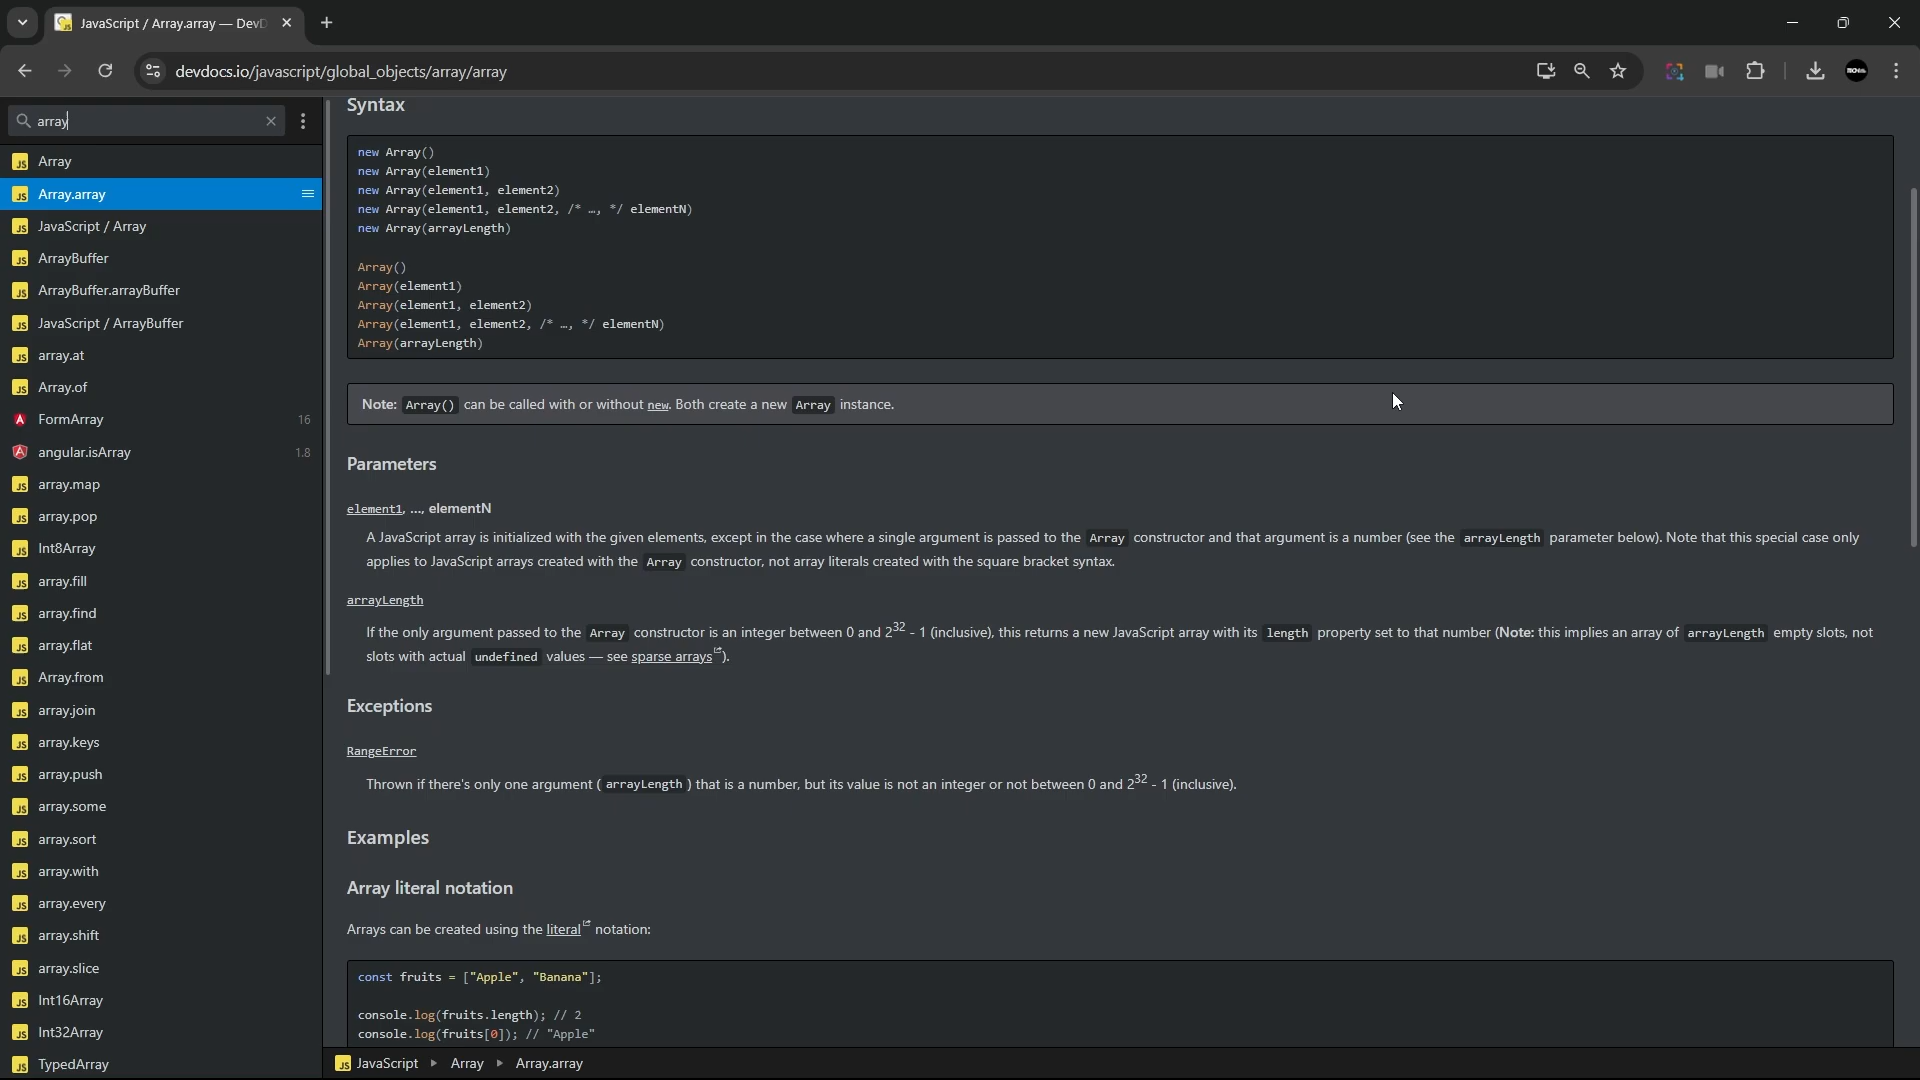 JavaScript / Array.array — DevD
devdocs.io/javascript/global_objects/array/array
array
Array
Array.array
JavaScript / Array
ArrayBuffer
ArrayBuffer.arrayBuffer
JavaScript / ArrayBuffer
array.at
Array.of
FormArray 16
angular.isArray 1.8
array.map
array.pop
Int8Array
array.fill
array.find
array.flat
Array.from
array.join
array.keys
array.push
array.some
array.sort
array.with
array.every
array.shift
array.slice
Int16Array
Int32Array
TypedArray
Syntax
new Array()
new Array(element1)
new Array(element1, element2)
new Array(element1, element2, /* …, */ elementN)
new Array(arrayLength)
Array()
Array(element1)
Array(element1, element2)
Array(element1, element2, /* …, */ elementN)
Array(arrayLength)
Note: Array() can be called with or without new. Both create a new Array instance.
Parameters
element1, …, elementN
A JavaScript array is initialized with the given elements, except in the case where a single argument is passed to the Array constructor and that argument is a number (see the arrayLength parameter below). Note that this special case only
applies to JavaScript arrays created with the Array constructor, not array literals created with the square bracket syntax.
arrayLength
If the only argument passed to the Array constructor is an integer between 0 and 2^32 - 1 (inclusive), this returns a new JavaScript array with its length property set to that number (Note: this implies an array of arrayLength empty slots, not
slots with actual undefined values — see sparse arrays).
Exceptions
RangeError
Thrown if there's only one argument (arrayLength) that is a number, but its value is not an integer or not between 0 and 2^32 - 1 (inclusive).
Examples
Array literal notation
Arrays can be created using the literal notation:
const fruits = ["Apple", "Banana"];
console.log(fruits.length); // 2
console.log(fruits[0]); // "Apple"
JavaScript Array Array.array